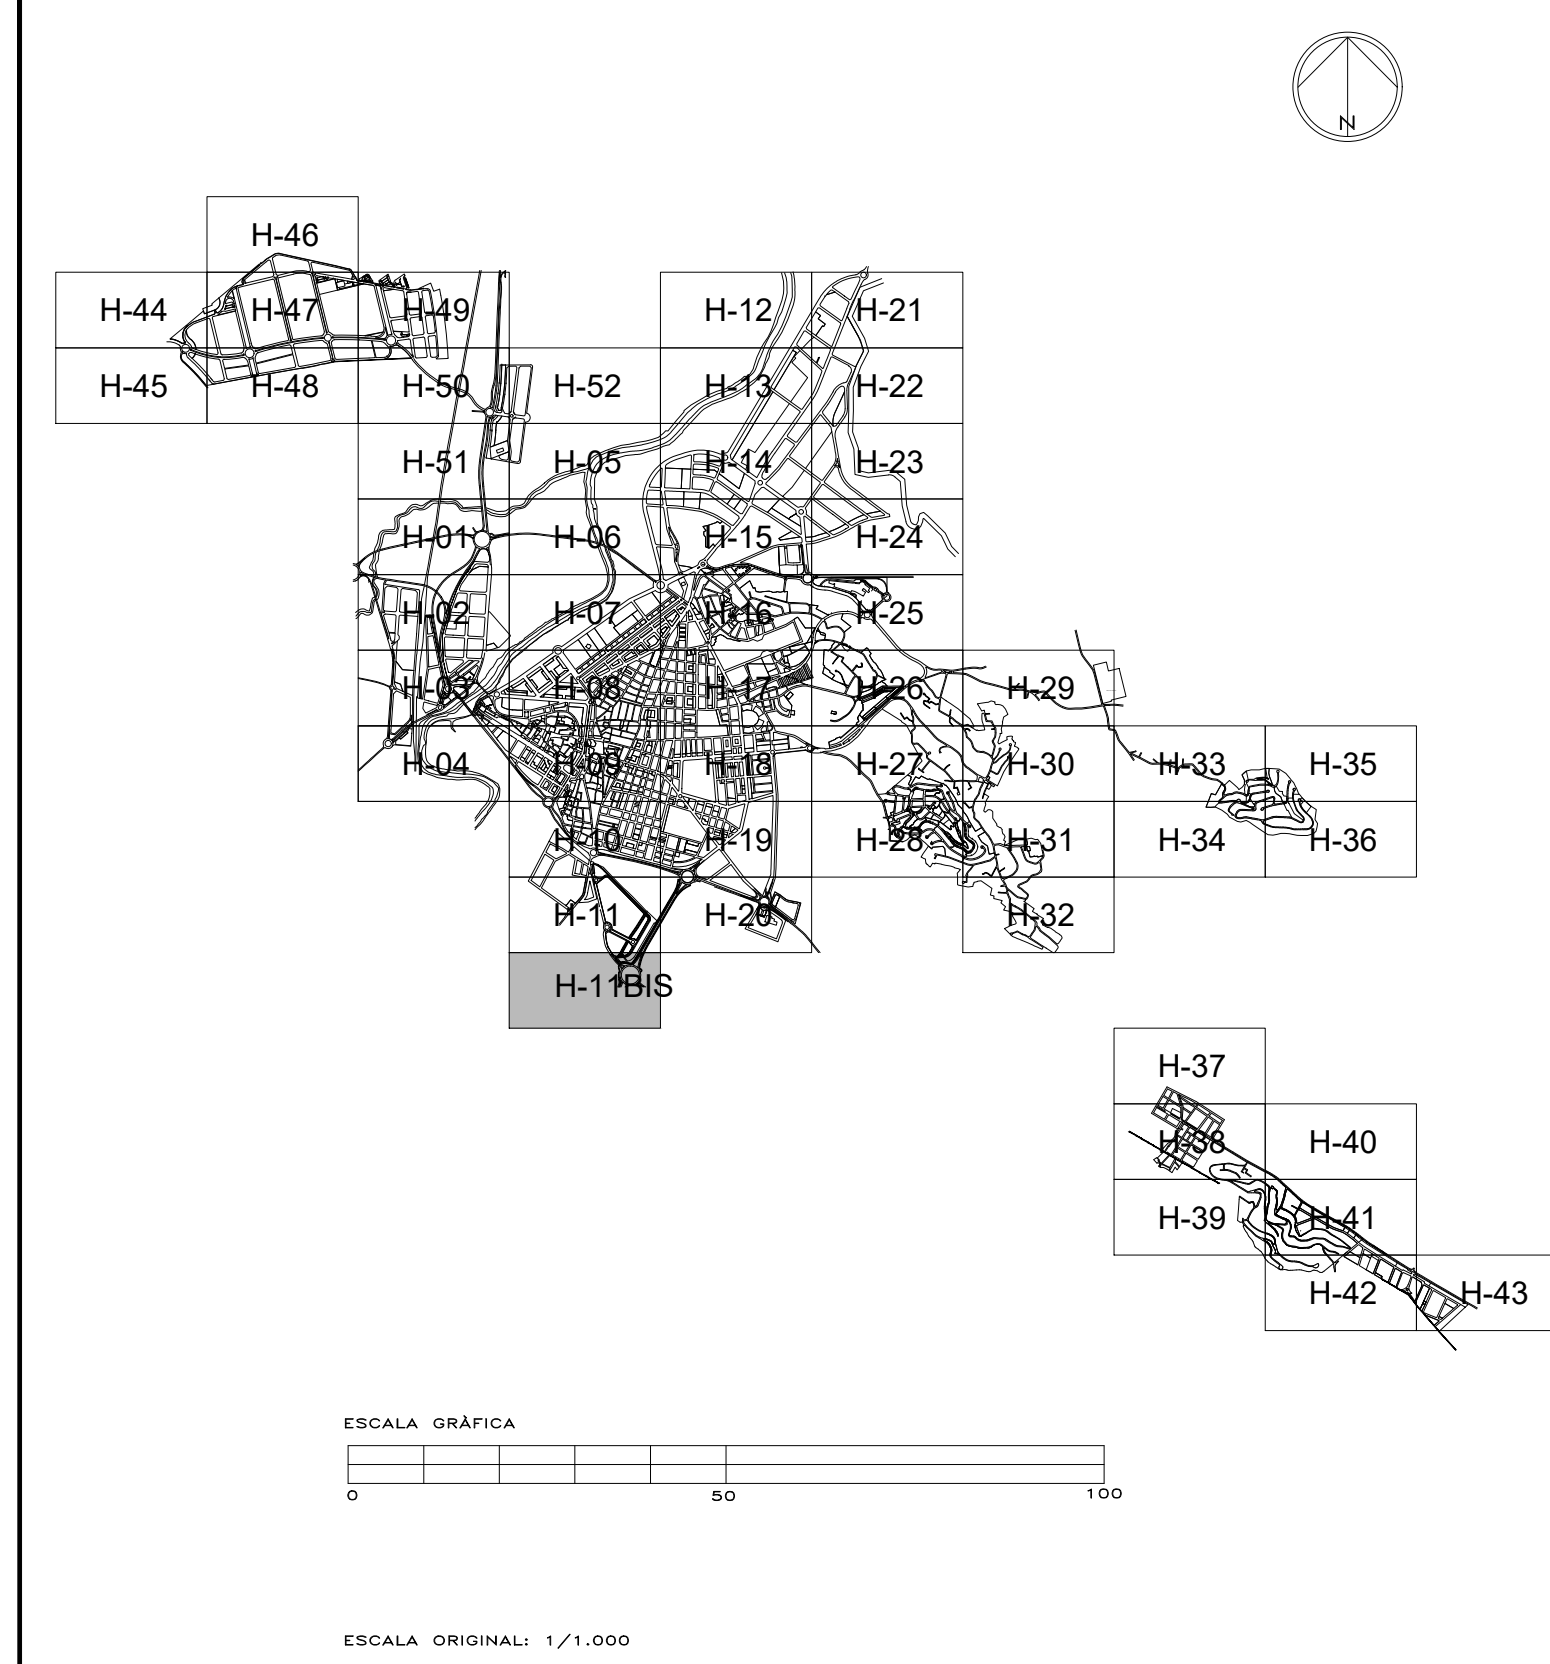 N
H-46
H-44 H-47 H-49 H-12 H-21
H-45 H-48 H-50 H-52 H-13 H-22
H-51 H-05 H-14 H-23
H-01 H-06 H-15 H-24
H-02 H-07 H-16 H-25
H-03 H-08 H-17 H-26 H-29
H-04 H-09 H-18 H-27 H-30 H-33 H-35
H-10 H-19 H-28 H-31 H-34 H-36
H-11 H-20 H-32
H-11BIS
H-37
H-38 H-40
H-39 H-41
H-42 H-43
ESCALA GRÀFICA
0 50 100
ESCALA ORIGINAL: 1/1.000